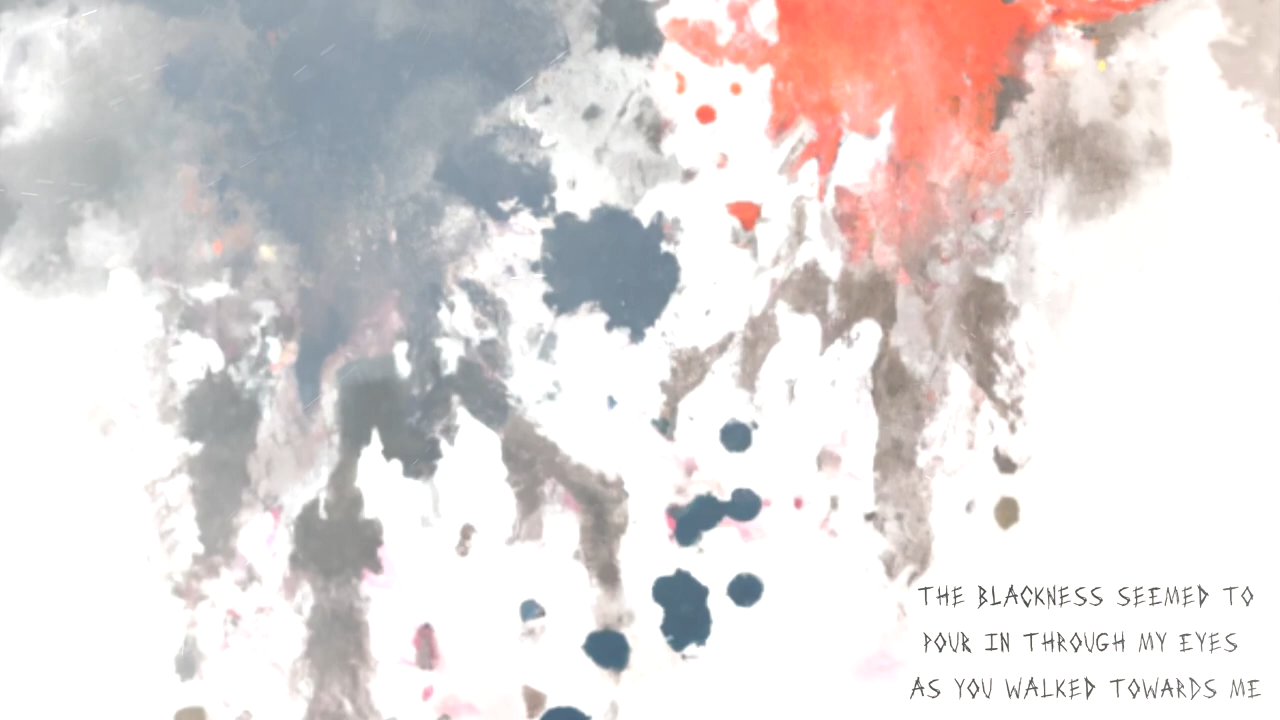 THE BLACKNESS SEEMED TO
POUR IN THROUGH MY EYES
AS YOU WALKED TOWARDS ME